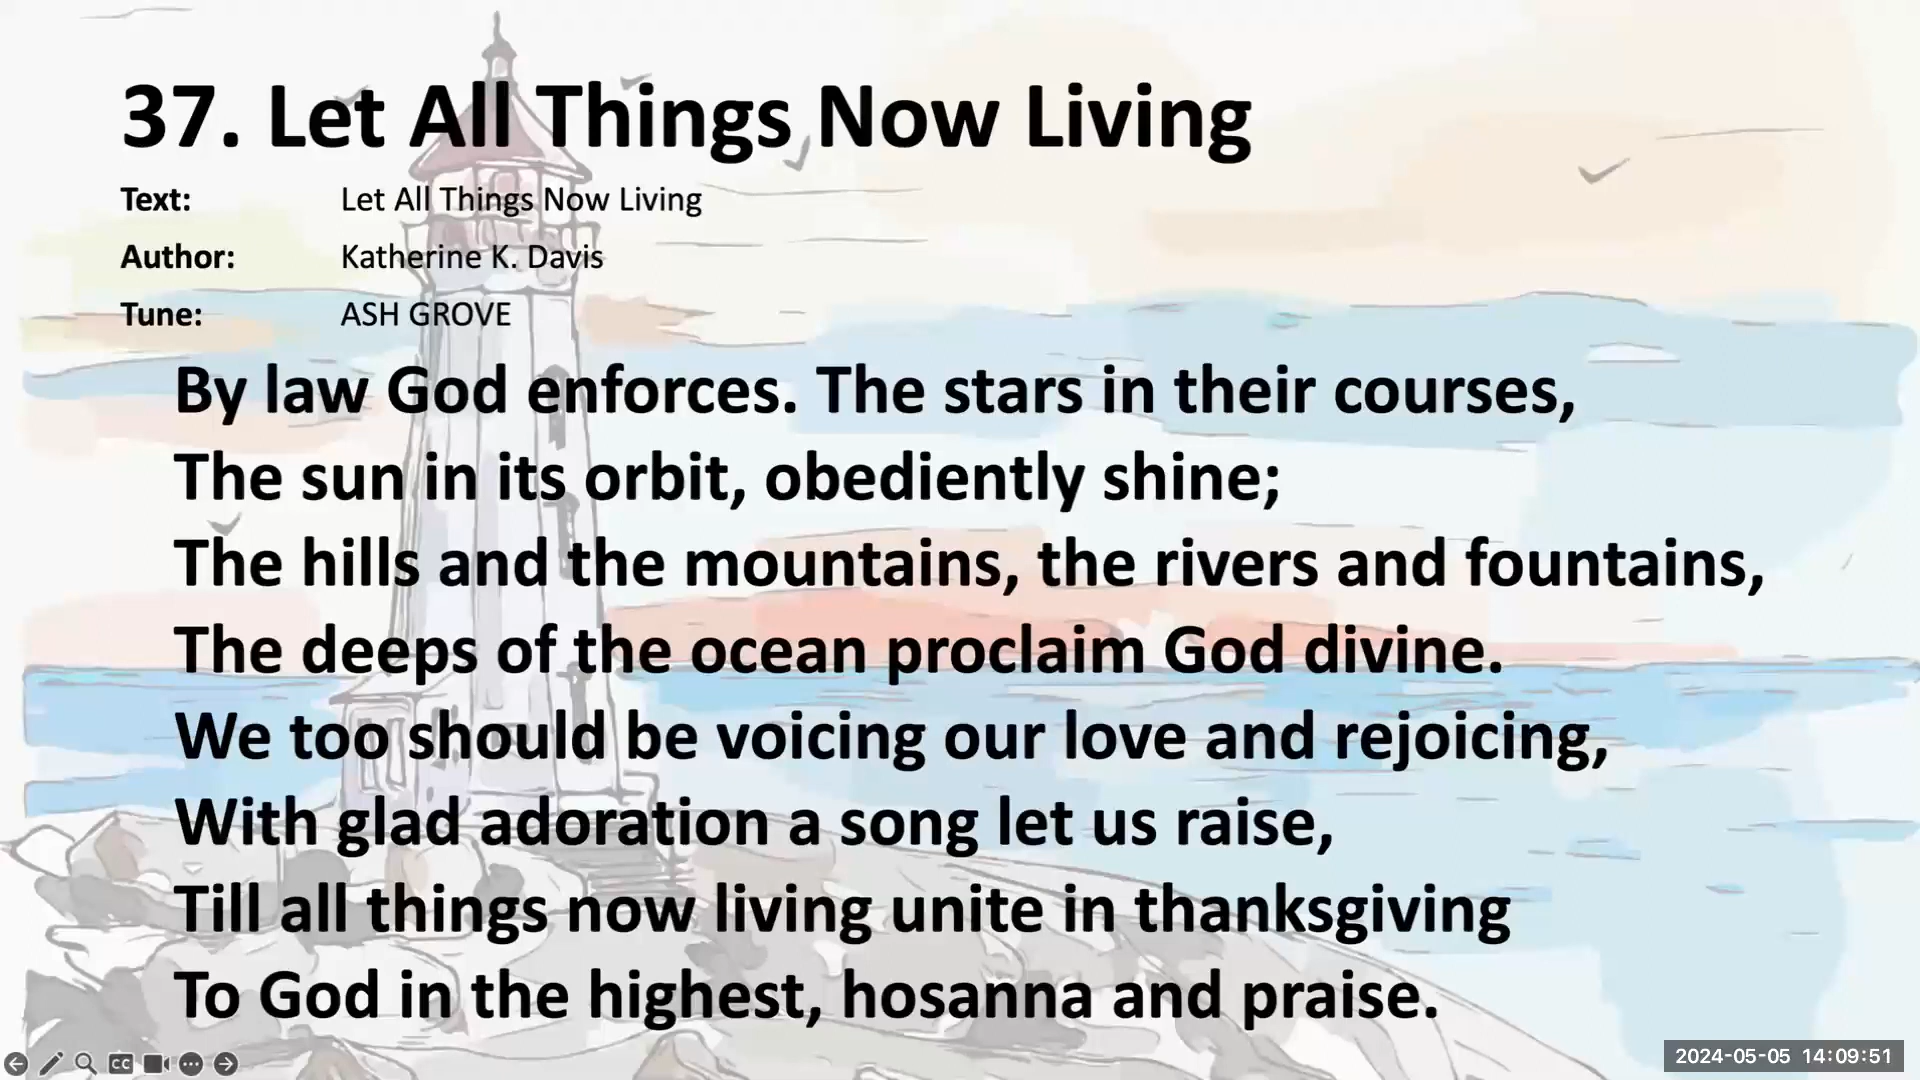 37. Let All Things Now Living
Text: Let All Things Now Living
Author: Katherine K. Davis
Tune: ASH GROVE
By law God enforces. The stars in their courses,
The sun in its orbit, obediently shine;
The hills and the mountains, the rivers and fountains,
The deeps of the ocean proclaim God divine.
We too should be voicing our love and rejoicing,
With glad adoration a song let us raise,
Till all things now living unite in thanksgiving
To God in the highest, hosanna and praise.
CC
2024-05-05 14:09:51